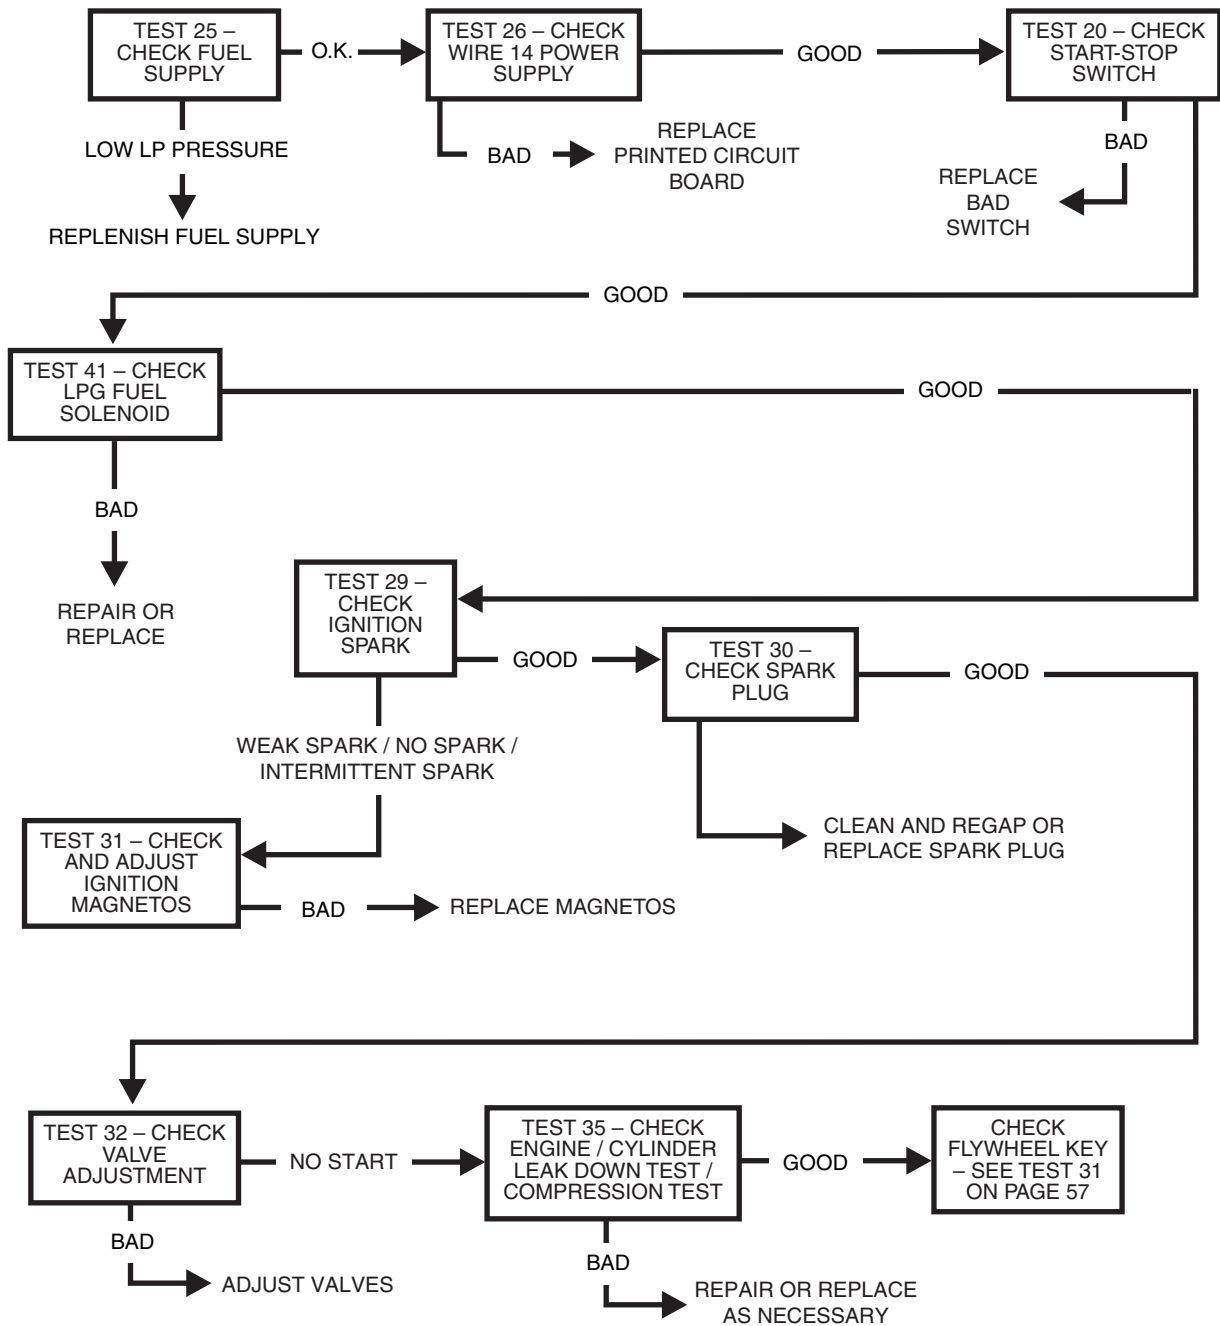 TEST 25 –
CHECK FUEL
SUPPLY
O.K.
TEST 26 – CHECK
WIRE 14 POWER
SUPPLY
GOOD
TEST 20 – CHECK
START-STOP
SWITCH
LOW LP PRESSURE
REPLENISH FUEL SUPPLY
BAD
REPLACE
PRINTED CIRCUIT
BOARD
BAD
REPLACE
BAD
SWITCH
GOOD
TEST 41 – CHECK
LPG FUEL
SOLENOID
GOOD
BAD
REPAIR OR
REPLACE
TEST 29 –
CHECK
IGNITION
SPARK
GOOD
TEST 30 –
CHECK SPARK
PLUG
GOOD
WEAK SPARK / NO SPARK /
INTERMITTENT SPARK
CLEAN AND REGAP OR
REPLACE SPARK PLUG
TEST 31 – CHECK
AND ADJUST
IGNITION
MAGNETOS
BAD
REPLACE MAGNETOS
TEST 32 – CHECK
VALVE
ADJUSTMENT
NO START
TEST 35 – CHECK
ENGINE / CYLINDER
LEAK DOWN TEST /
COMPRESSION TEST
GOOD
CHECK
FLYWHEEL KEY
– SEE TEST 31
ON PAGE 57
BAD
ADJUST VALVES
BAD
REPAIR OR REPLACE
AS NECESSARY